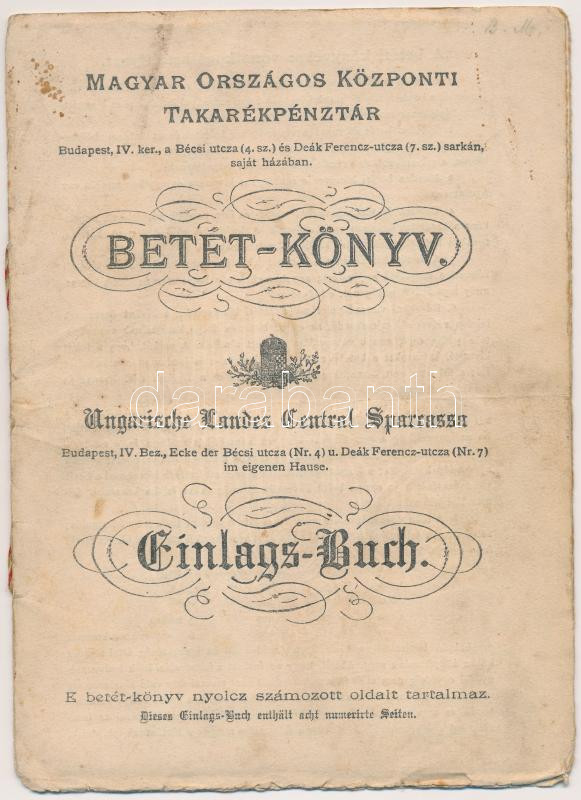 B. M.
MAGYAR ORSZÁGOS KÖZPONTI
TAKARÉKPÉNZTÁR
Budapest, IV. ker., a Bécsi utcza (4. sz.) és Deák Ferencz-utcza (7. sz.) sarkán,
saját házában.
BETÉT-KÖNYV.
darabanth
Ungarische Landes Central Sparcassa
Budapest, IV. Bez., Ecke der Bécsi utcza (Nr. 4) u. Deák Ferencz-utcza (Nr. 7)
im eigenen Hause.
Einlags-Buch.
E betét-könyv nyolcz számozott oldalt tartalmaz.
Dieses Einlags-Buch enthält acht numerirte Seiten.